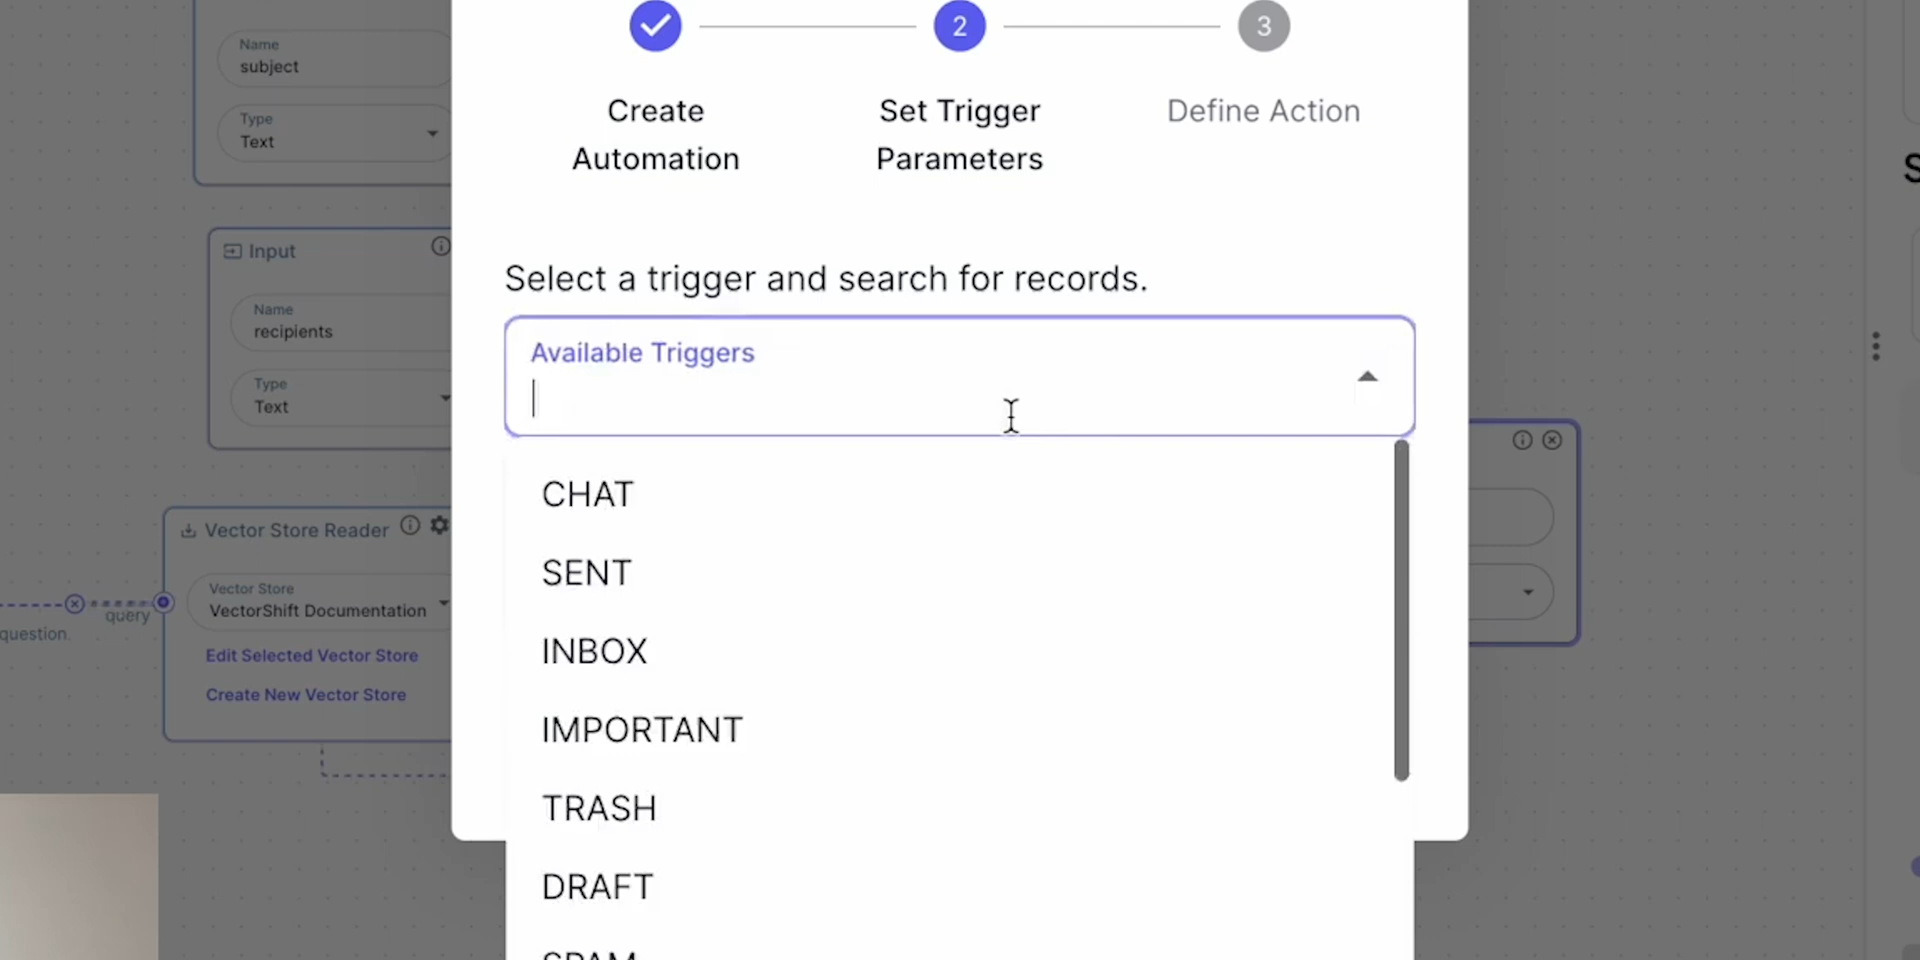 Name
subject
Type
Text
Input
Name
recipients
Type
Text
Vector Store Reader
Vector Store
VectorShift Documentation
query
question
Edit Selected Vector Store
Create New Vector Store
2
3
Create
Automation
Set Trigger
Parameters
Define Action
Select a trigger and search for records.
Available Triggers
CHAT
SENT
INBOX
IMPORTANT
TRASH
DRAFT
SPAM